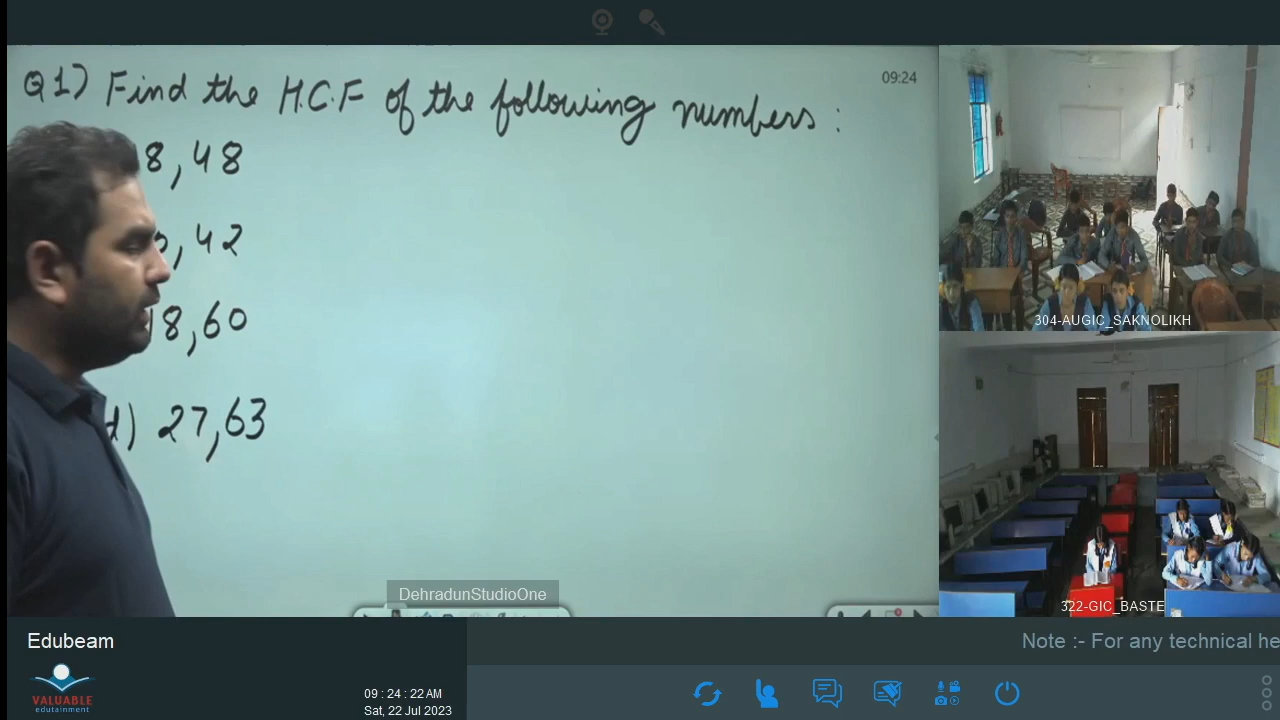 09:24
Q1) Find the H.C.F of the following numbers :
8,48
,42
18,60
d) 27,63
304-AUGIC_SAKNOLIKH
322-GIC_BASTE
DehradunStudioOne
Edubeam
Note :- For any technical he
VALUABLE
edutainment
09 : 24 : 22 AM
Sat, 22 Jul 2023